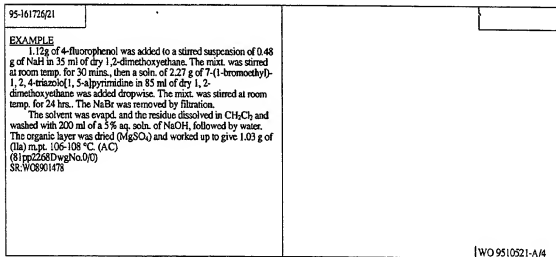 95-161726/21
EXAMPLE
1.12g of 4-fluorophenol was added to a stirred suspension of 0.48
g of NaH in 35 ml of dry 1,2-dimethoxyethane. The mixt. was stirred
at room temp. for 30 mins., then a soln. of 2.27 g of 7-(1-bromoethyl)-
1, 2, 4-triazolo[1, 5-a]pyrimidine in 85 ml of dry 1, 2-
dimethoxyethane was added dropwise. The mixt. was stirred at room
temp. for 24 hrs.. The NaBr was removed by filtration.
The solvent was evapd. and the residue dissolved in CH₂Cl₂ and
washed with 200 ml of a 5% aq. soln. of NaOH, followed by water.
The organic layer was dried (MgSO₄) and worked up to give 1.03 g of
(IIa) m.pt. 106-108 °C. (AC)
(81pp2268DwgNo.0/0)
SR:WO8901478
WO 9510521-A/4